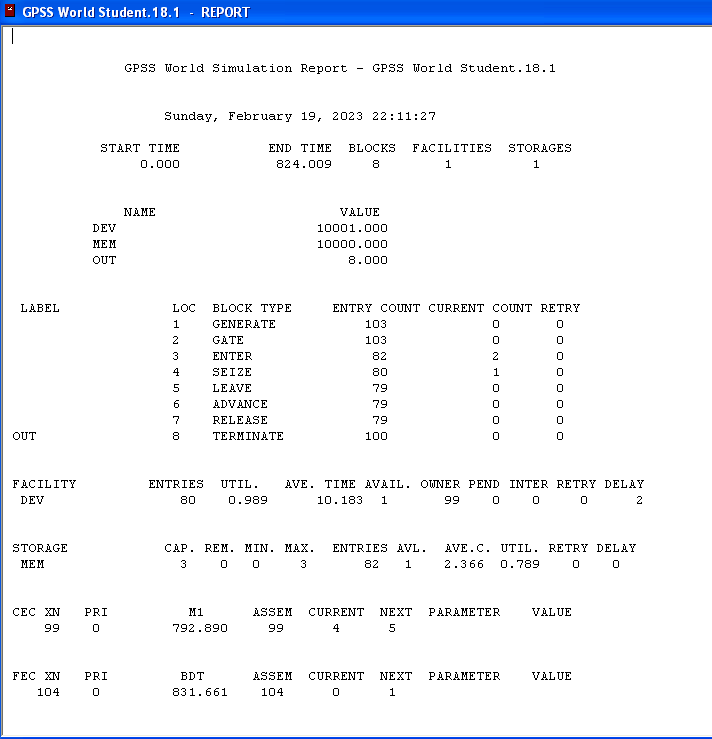 GPSS World Student.18.1 - REPORT
GPSS World Simulation Report - GPSS World Student.18.1
Sunday, February 19, 2023 22:11:27
START TIME END TIME BLOCKS FACILITIES STORAGES
0.000 824.009 8 1 1
NAME VALUE
DEV 10001.000
MEM 10000.000
OUT 8.000
LABEL LOC BLOCK TYPE ENTRY COUNT CURRENT COUNT RETRY
1 GENERATE 103 0 0
2 GATE 103 0 0
3 ENTER 82 2 0
4 SEIZE 80 1 0
5 LEAVE 79 0 0
6 ADVANCE 79 0 0
7 RELEASE 79 0 0
OUT 8 TERMINATE 100 0 0
FACILITY ENTRIES UTIL. AVE. TIME AVAIL. OWNER PEND INTER RETRY DELAY
DEV 80 0.989 10.183 1 99 0 0 0 2
STORAGE CAP. REM. MIN. MAX. ENTRIES AVL. AVE.C. UTIL. RETRY DELAY
MEM 3 0 0 3 82 1 2.366 0.789 0 0
CEC XN PRI M1 ASSEM CURRENT NEXT PARAMETER VALUE
99 0 792.890 99 4 5
FEC XN PRI BDT ASSEM CURRENT NEXT PARAMETER VALUE
104 0 831.661 104 0 1